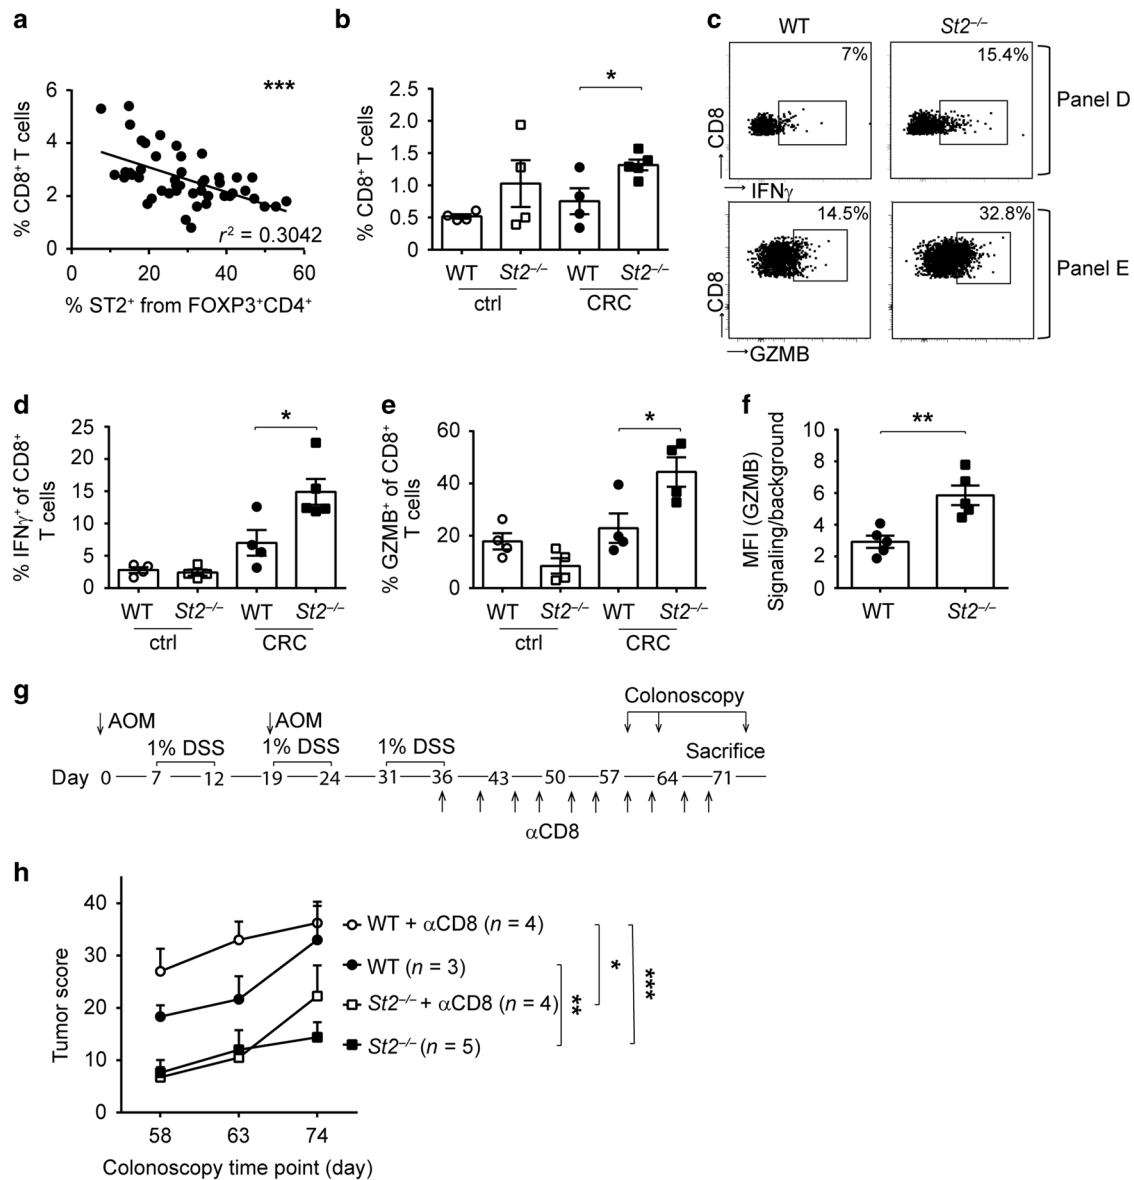 a
***
% CD8⁺ T cells
6
4
2
0
r² = 0.3042
0 20 40 60
% ST2⁺ from FOXP3⁺CD4⁺
b
*
% CD8⁺ T cells
2.5
2.0
1.5
1.0
0.5
0
WT St2⁻/⁻ WT St2⁻/⁻
ctrl CRC
c
WT St2⁻/⁻
7% 15.4%
CD8
IFNγ
Panel D
14.5% 32.8%
CD8
GZMB
Panel E
d
*
% IFNγ⁺ of CD8⁺
T cells
25
20
15
10
5
0
WT St2⁻/⁻ WT St2⁻/⁻
ctrl CRC
e
*
% GZMB⁺ of CD8⁺
T cells
60
40
20
0
WT St2⁻/⁻ WT St2⁻/⁻
ctrl CRC
f
**
MFI (GZMB)
Signaling/background
10
8
6
4
2
0
WT St2⁻/⁻
g
Colonoscopy
AOM AOM
1% DSS 1% DSS 1% DSS Sacrifice
Day 0 7 12 19 24 31 36 43 50 57 64 71
αCD8
h
Tumor score
40
30
20
10
0
58 63 74
Colonoscopy time point (day)
WT + αCD8 (n = 4)
WT (n = 3)
St2⁻/⁻ + αCD8 (n = 4)
St2⁻/⁻ (n = 5)
**
*
***